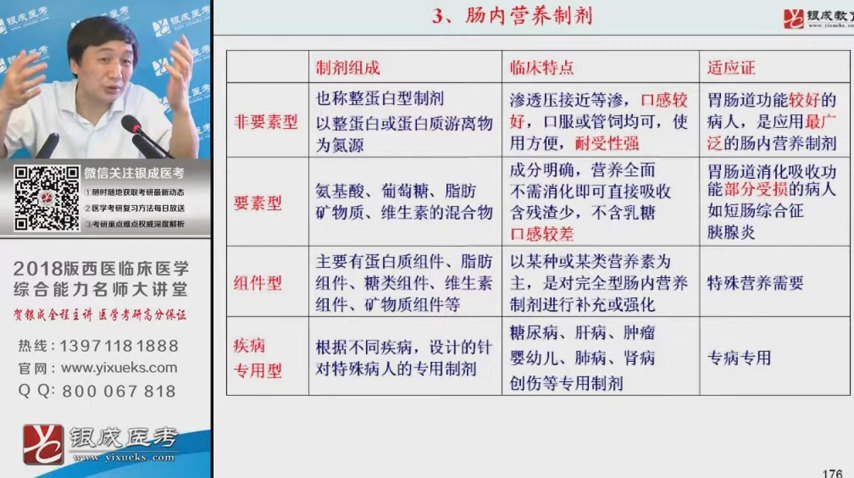 银成医考
3、肠内营养制剂
银成教育
www.yixueks.com
制剂组成
临床特点
适应证
非要素型
也称整蛋白型制剂
以整蛋白或蛋白质游离物
为氮源
渗透压接近等渗，口感较
好，口服或管饲均可，使
用方便，耐受性强
胃肠道功能较好的
病人，是应用最广
泛的肠内营养制剂
要素型
氨基酸、葡萄糖、脂肪
矿物质、维生素的混合物
成分明确，营养全面
不需消化即可直接吸收
含残渣少，不含乳糖
口感较差
胃肠道消化吸收功
能部分受损的病人
如短肠综合征
胰腺炎
组件型
主要有蛋白质组件、脂肪
组件、糖类组件、维生素
组件、矿物质组件等
以某种或某类营养素为
主，是对完全型肠内营养
制剂进行补充或强化
特殊营养需要
疾病
专用型
根据不同疾病，设计的针
对特殊病人的专用制剂
糖尿病、肝病、肿瘤
婴幼儿、肺病、肾病
创伤等专用制剂
专病专用
176
微信关注银成医考
①随时随地获取考研最新动态
②医学考研复习方法每日放送
③考研重点难点权威深度解析
2018版西医临床医学
综合能力名师大讲堂
贺银成全程主讲 医学考研高分保证
热线：13971181888
官网：www.yixueks.com
QQ：800 067 818
银成医考
www.yixueks.com